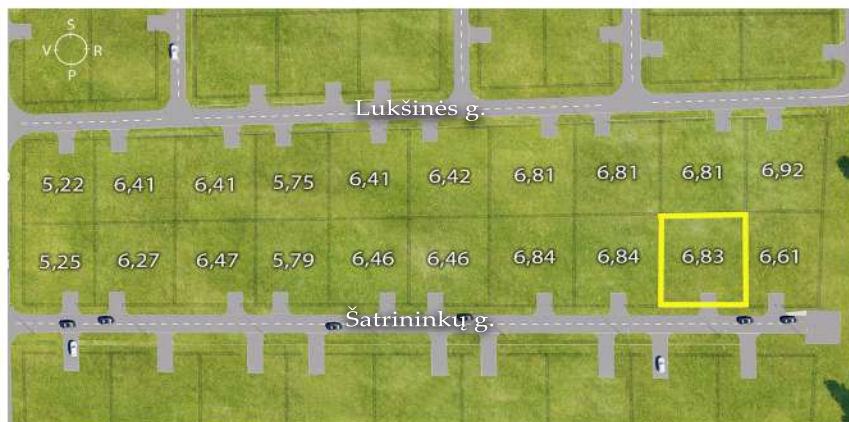 S
V R
P
Lukšinės g.
5,22 6,41 6,41 5,75 6,41 6,42 6,81 6,81 6,81 6,92
5,25 6,27 6,47 5,79 6,46 6,46 6,84 6,84 6,83 6,61
Šatrininkų g.